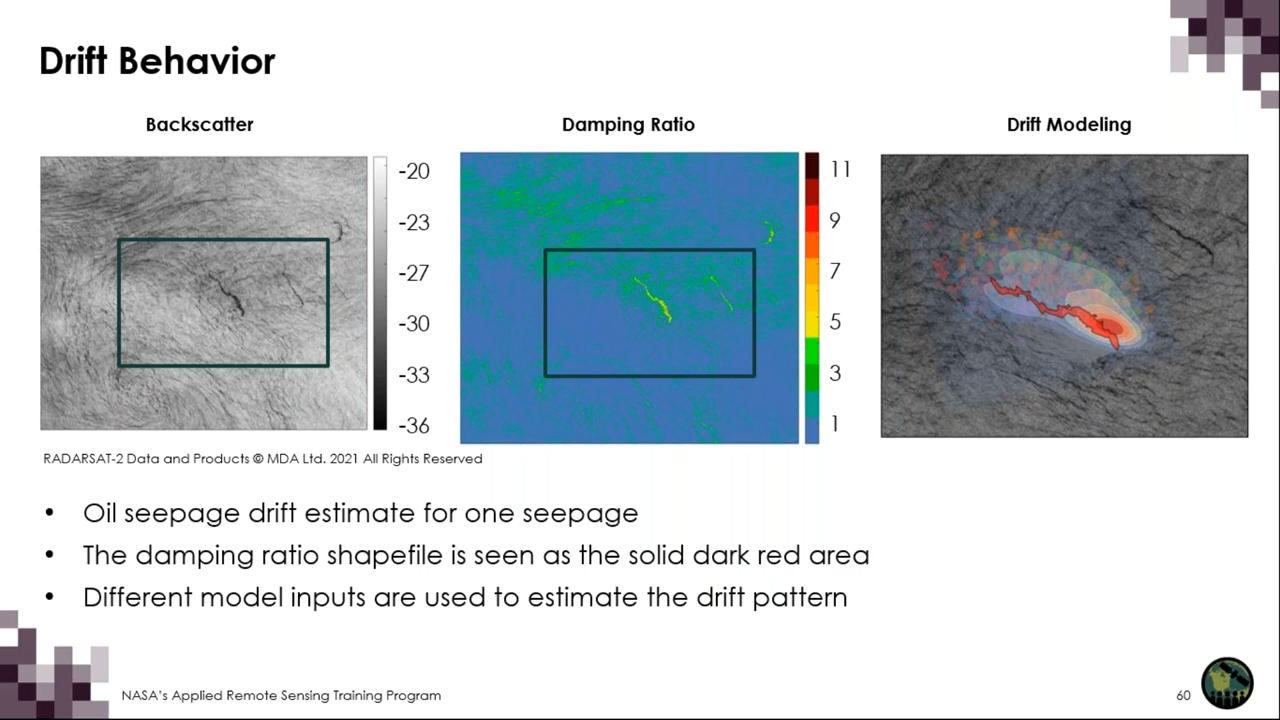 Drift Behavior
Backscatter
Damping Ratio
Drift Modeling
-20
-23
-27
-30
-33
-36
11
9
7
5
3
1
RADARSAT-2 Data and Products © MDA Ltd. 2021 All Rights Reserved
• Oil seepage drift estimate for one seepage
• The damping ratio shapefile is seen as the solid dark red area
• Different model inputs are used to estimate the drift pattern
NASA's Applied Remote Sensing Training Program
60